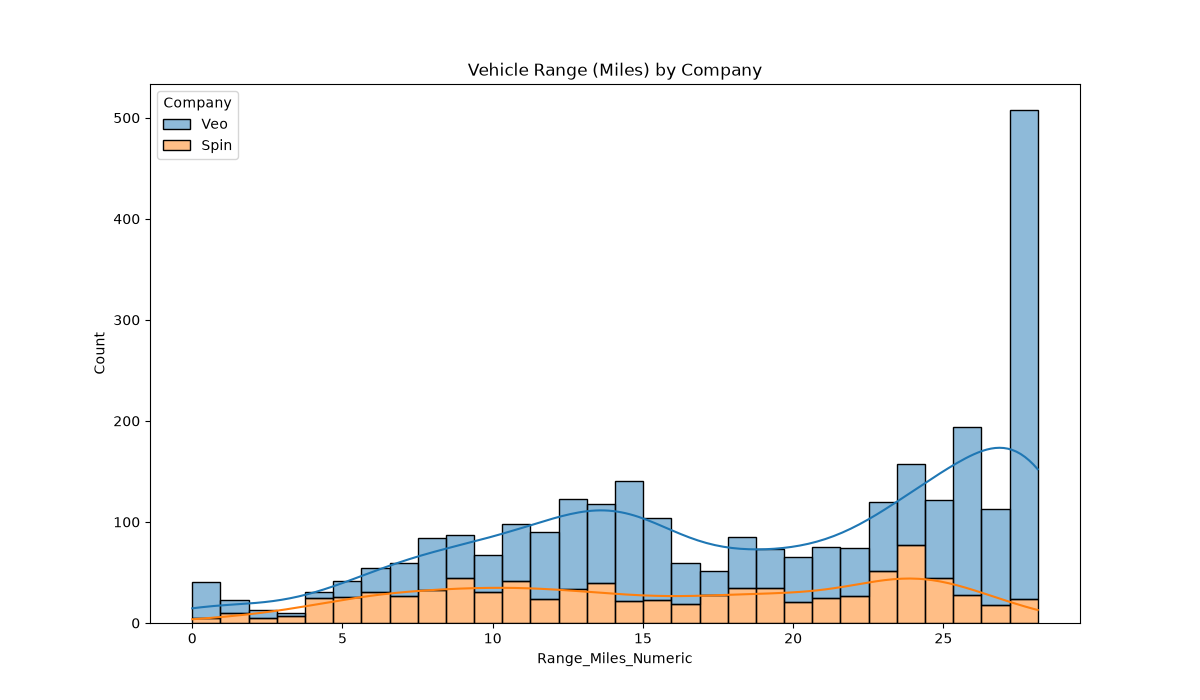 Vehicle Range (Miles) by Company
Company
Veo
Spin
500
400
300
200
100
0
Count
0 5 10 15 20 25
Range_Miles_Numeric